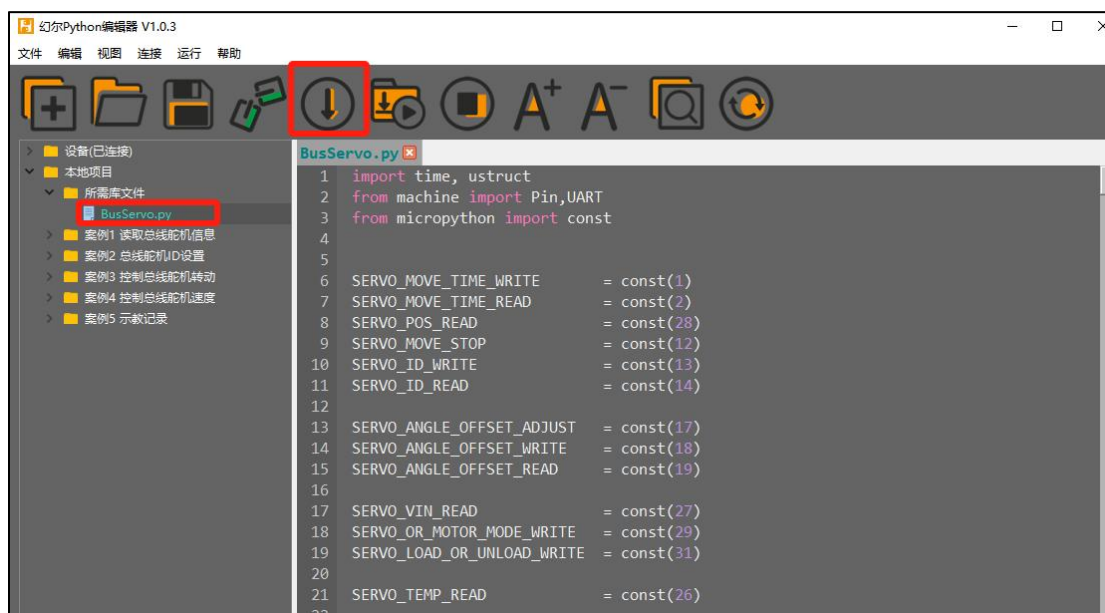 幻尔Python编辑器 V1.0.3
文件 编辑 视图 连接 运行 帮助
设备(已连接)
本地项目
所需库文件
BusServo.py
案例1 读取总线舵机信息
案例2 总线舵机ID设置
案例3 控制总线舵机转动
案例4 控制总线舵机速度
案例5 示教记录
BusServo.py
1 import time, ustruct
2 from machine import Pin,UART
3 from micropython import const
4
5
6 SERVO_MOVE_TIME_WRITE = const(1)
7 SERVO_MOVE_TIME_READ = const(2)
8 SERVO_POS_READ = const(28)
9 SERVO_MOVE_STOP = const(12)
10 SERVO_ID_WRITE = const(13)
11 SERVO_ID_READ = const(14)
12
13 SERVO_ANGLE_OFFSET_ADJUST = const(17)
14 SERVO_ANGLE_OFFSET_WRITE = const(18)
15 SERVO_ANGLE_OFFSET_READ = const(19)
16
17 SERVO_VIN_READ = const(27)
18 SERVO_OR_MOTOR_MODE_WRITE = const(29)
19 SERVO_LOAD_OR_UNLOAD_WRITE = const(31)
20
21 SERVO_TEMP_READ = const(26)